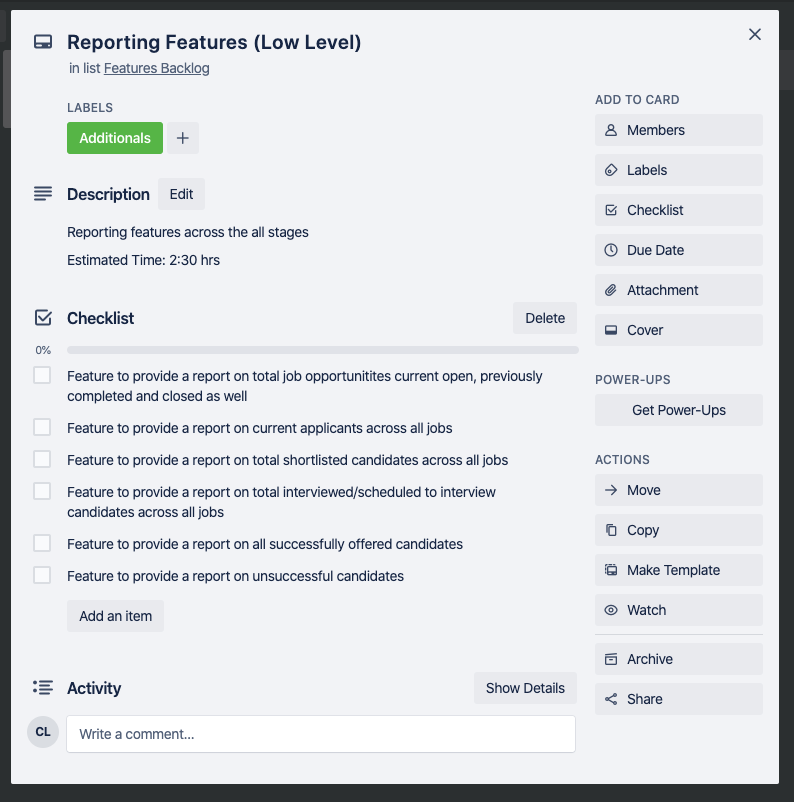 Reporting Features (Low Level)
in list Features Backlog
LABELS
Additionals
Description
Edit
Reporting features across the all stages
Estimated Time: 2:30 hrs
Checklist
Delete
0%
Feature to provide a report on total job opportunitites current open, previously
completed and closed as well
Feature to provide a report on current applicants across all jobs
Feature to provide a report on total shortlisted candidates across all jobs
Feature to provide a report on total interviewed/scheduled to interview
candidates across all jobs
Feature to provide a report on all successfully offered candidates
Feature to provide a report on unsuccessful candidates
Add an item
Activity
Show Details
CL
Write a comment...
ADD TO CARD
Members
Labels
Checklist
Due Date
Attachment
Cover
POWER-UPS
Get Power-Ups
ACTIONS
Move
Copy
Make Template
Watch
Archive
Share